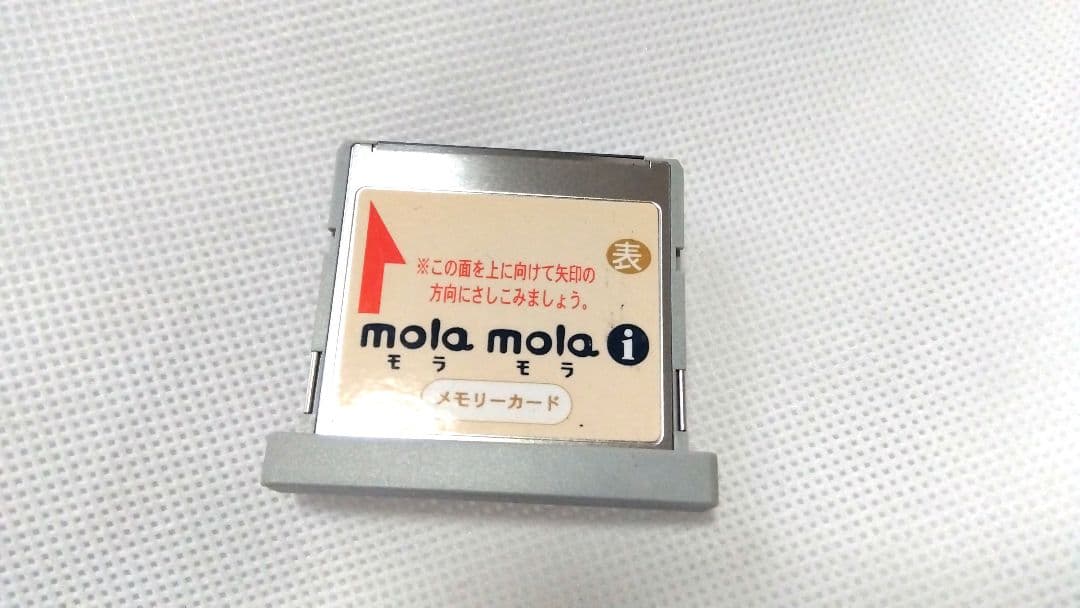 表
※この面を上に向けて矢印の
方向にさしこみましょう。
mola mola i
モラ モラ
メモリーカード